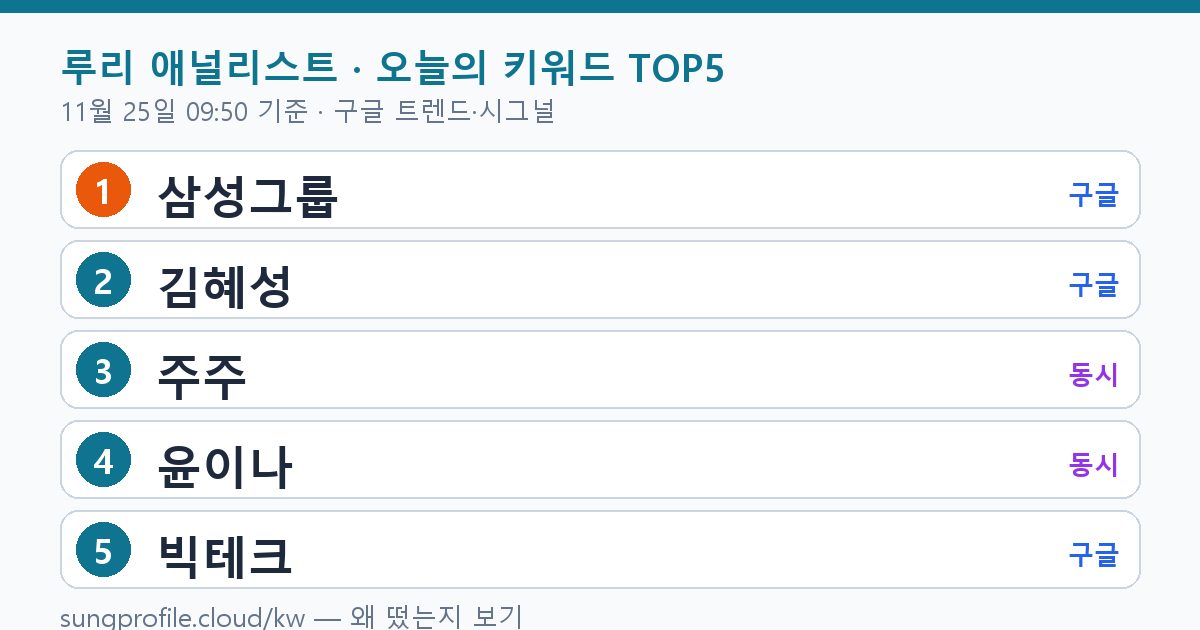 루리 애널리스트 · 오늘의 키워드 TOP5
11월 25일 09:50 기준 · 구글 트렌드·시그널
1 삼성그룹 구글
2 김혜성 구글
3 주주 동시
4 윤이나 동시
5 빅테크 구글
sungprofile.cloud/kw — 왜 떴는지 보기